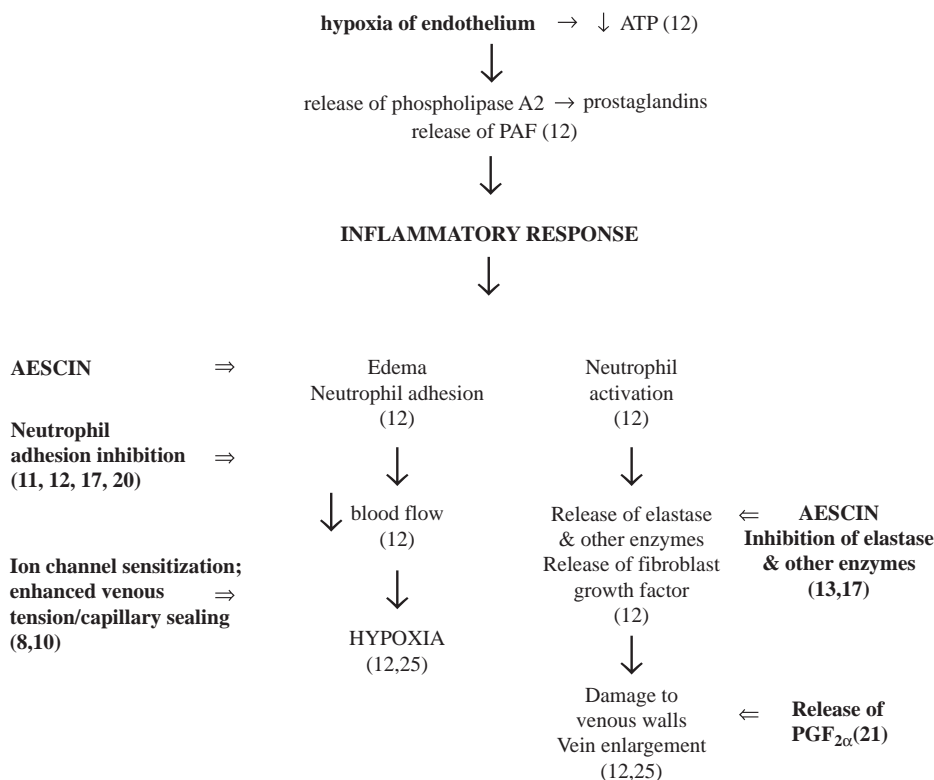 hypoxia of endothelium → ↓ ATP (12)
release of phospholipase A2 → prostaglandins
release of PAF (12)
INFLAMMATORY RESPONSE
AESCIN ⇒
Neutrophil
adhesion inhibition ⇒
(11, 12, 17, 20)
Ion channel sensitization;
enhanced venous ⇒
tension/capillary sealing
(8,10)
Edema
Neutrophil adhesion
(12)
blood flow
(12)
HYPOXIA
(12,25)
Neutrophil
activation
(12)
Release of elastase
& other enzymes
Release of fibroblast
growth factor
(12)
Damage to
venous walls
Vein enlargement
(12,25)
⇐ AESCIN
Inhibition of elastase
& other enzymes
(13,17)
⇐ Release of
PGF2α(21)